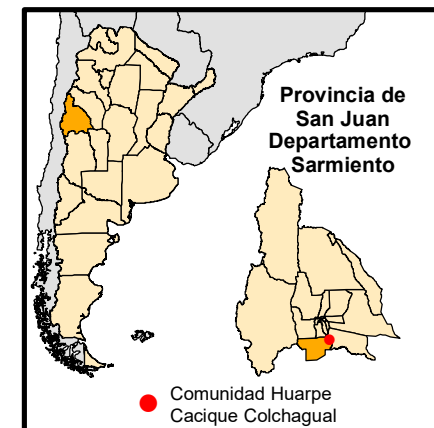 Provincia de
San Juan
Departamento
Sarmiento
Comunidad Huarpe
Cacique Colchagual